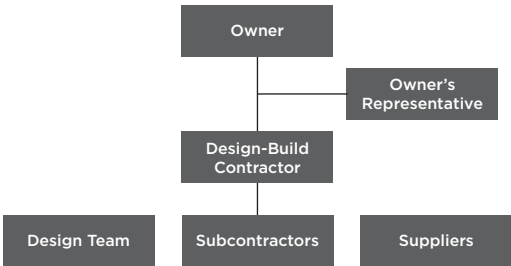 Owner
Owner's
Representative
Design-Build
Contractor
Design Team
Subcontractors
Suppliers